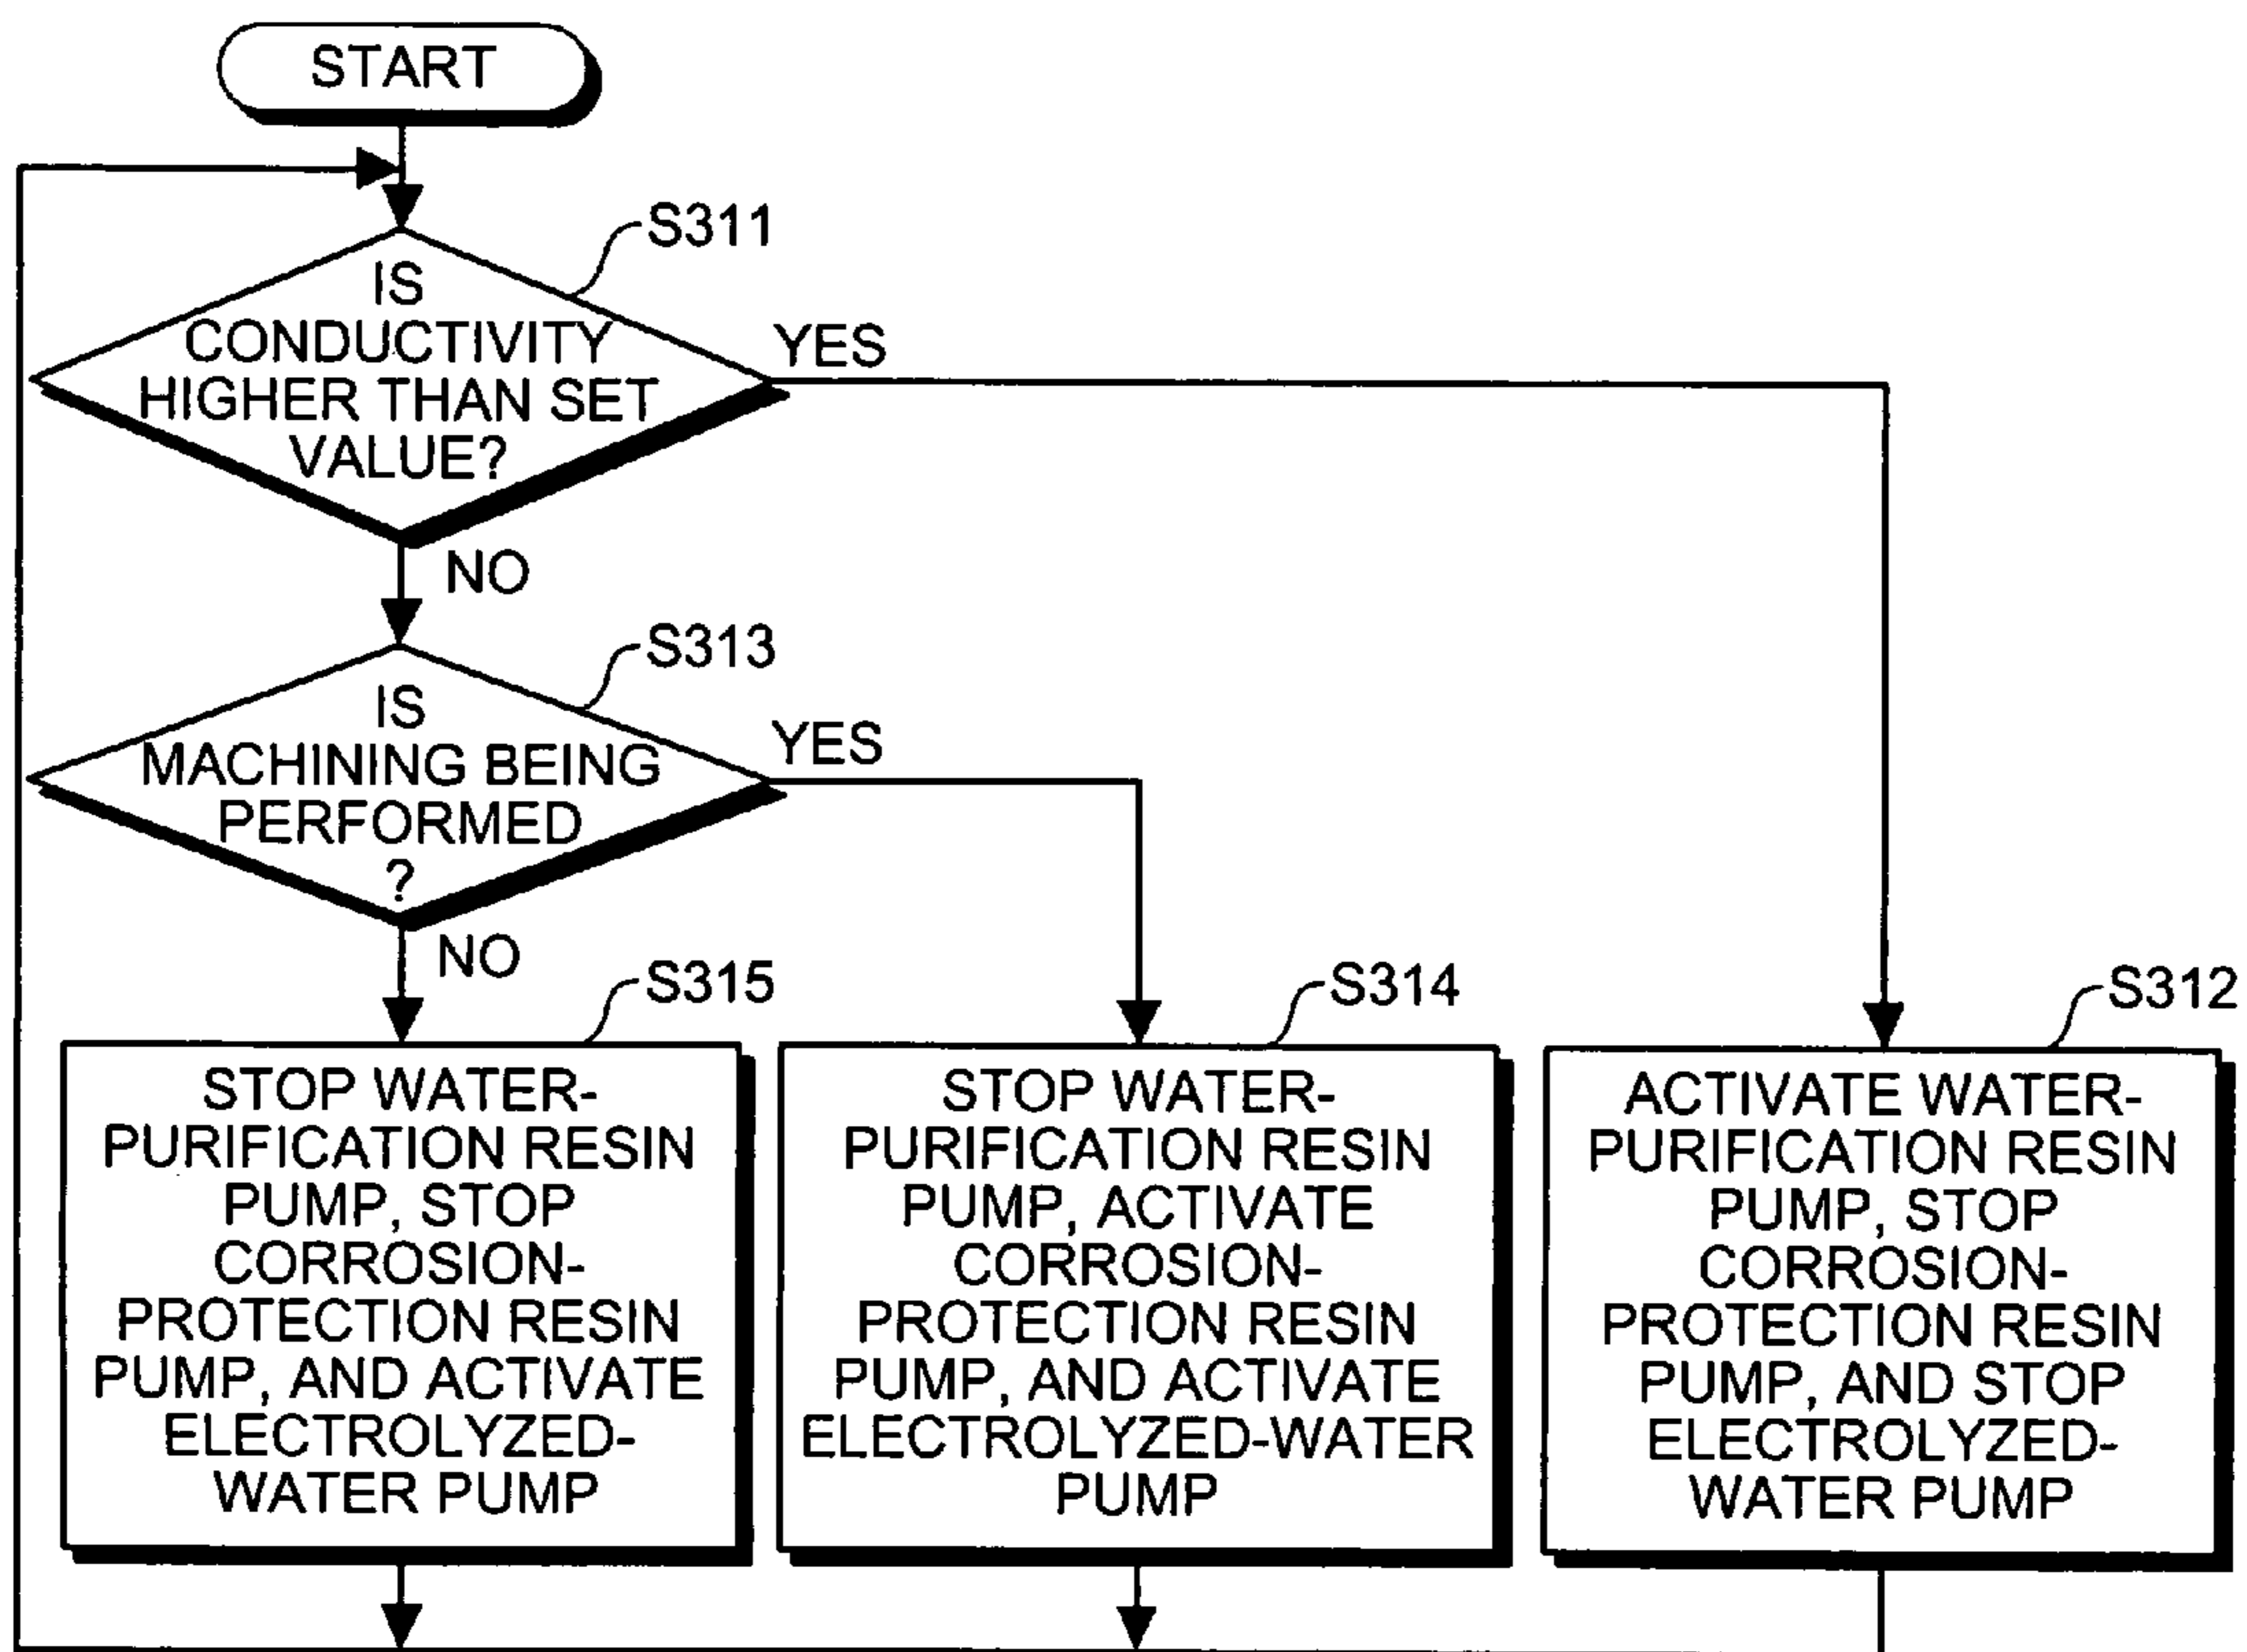 START
S311
IS
CONDUCTIVITY
HIGHER THAN SET
VALUE?
YES
NO
S313
IS
MACHINING BEING
PERFORMED
?
YES
NO
S315
STOP WATER-
PURIFICATION RESIN
PUMP, STOP
CORROSION-
PROTECTION RESIN
PUMP, AND ACTIVATE
ELECTROLYZED-
WATER PUMP
S314
STOP WATER-
PURIFICATION RESIN
PUMP, ACTIVATE
CORROSION-
PROTECTION RESIN
PUMP, AND ACTIVATE
ELECTROLYZED-WATER
PUMP
S312
ACTIVATE WATER-
PURIFICATION RESIN
PUMP, STOP
CORROSION-
PROTECTION RESIN
PUMP, AND STOP
ELECTROLYZED-
WATER PUMP